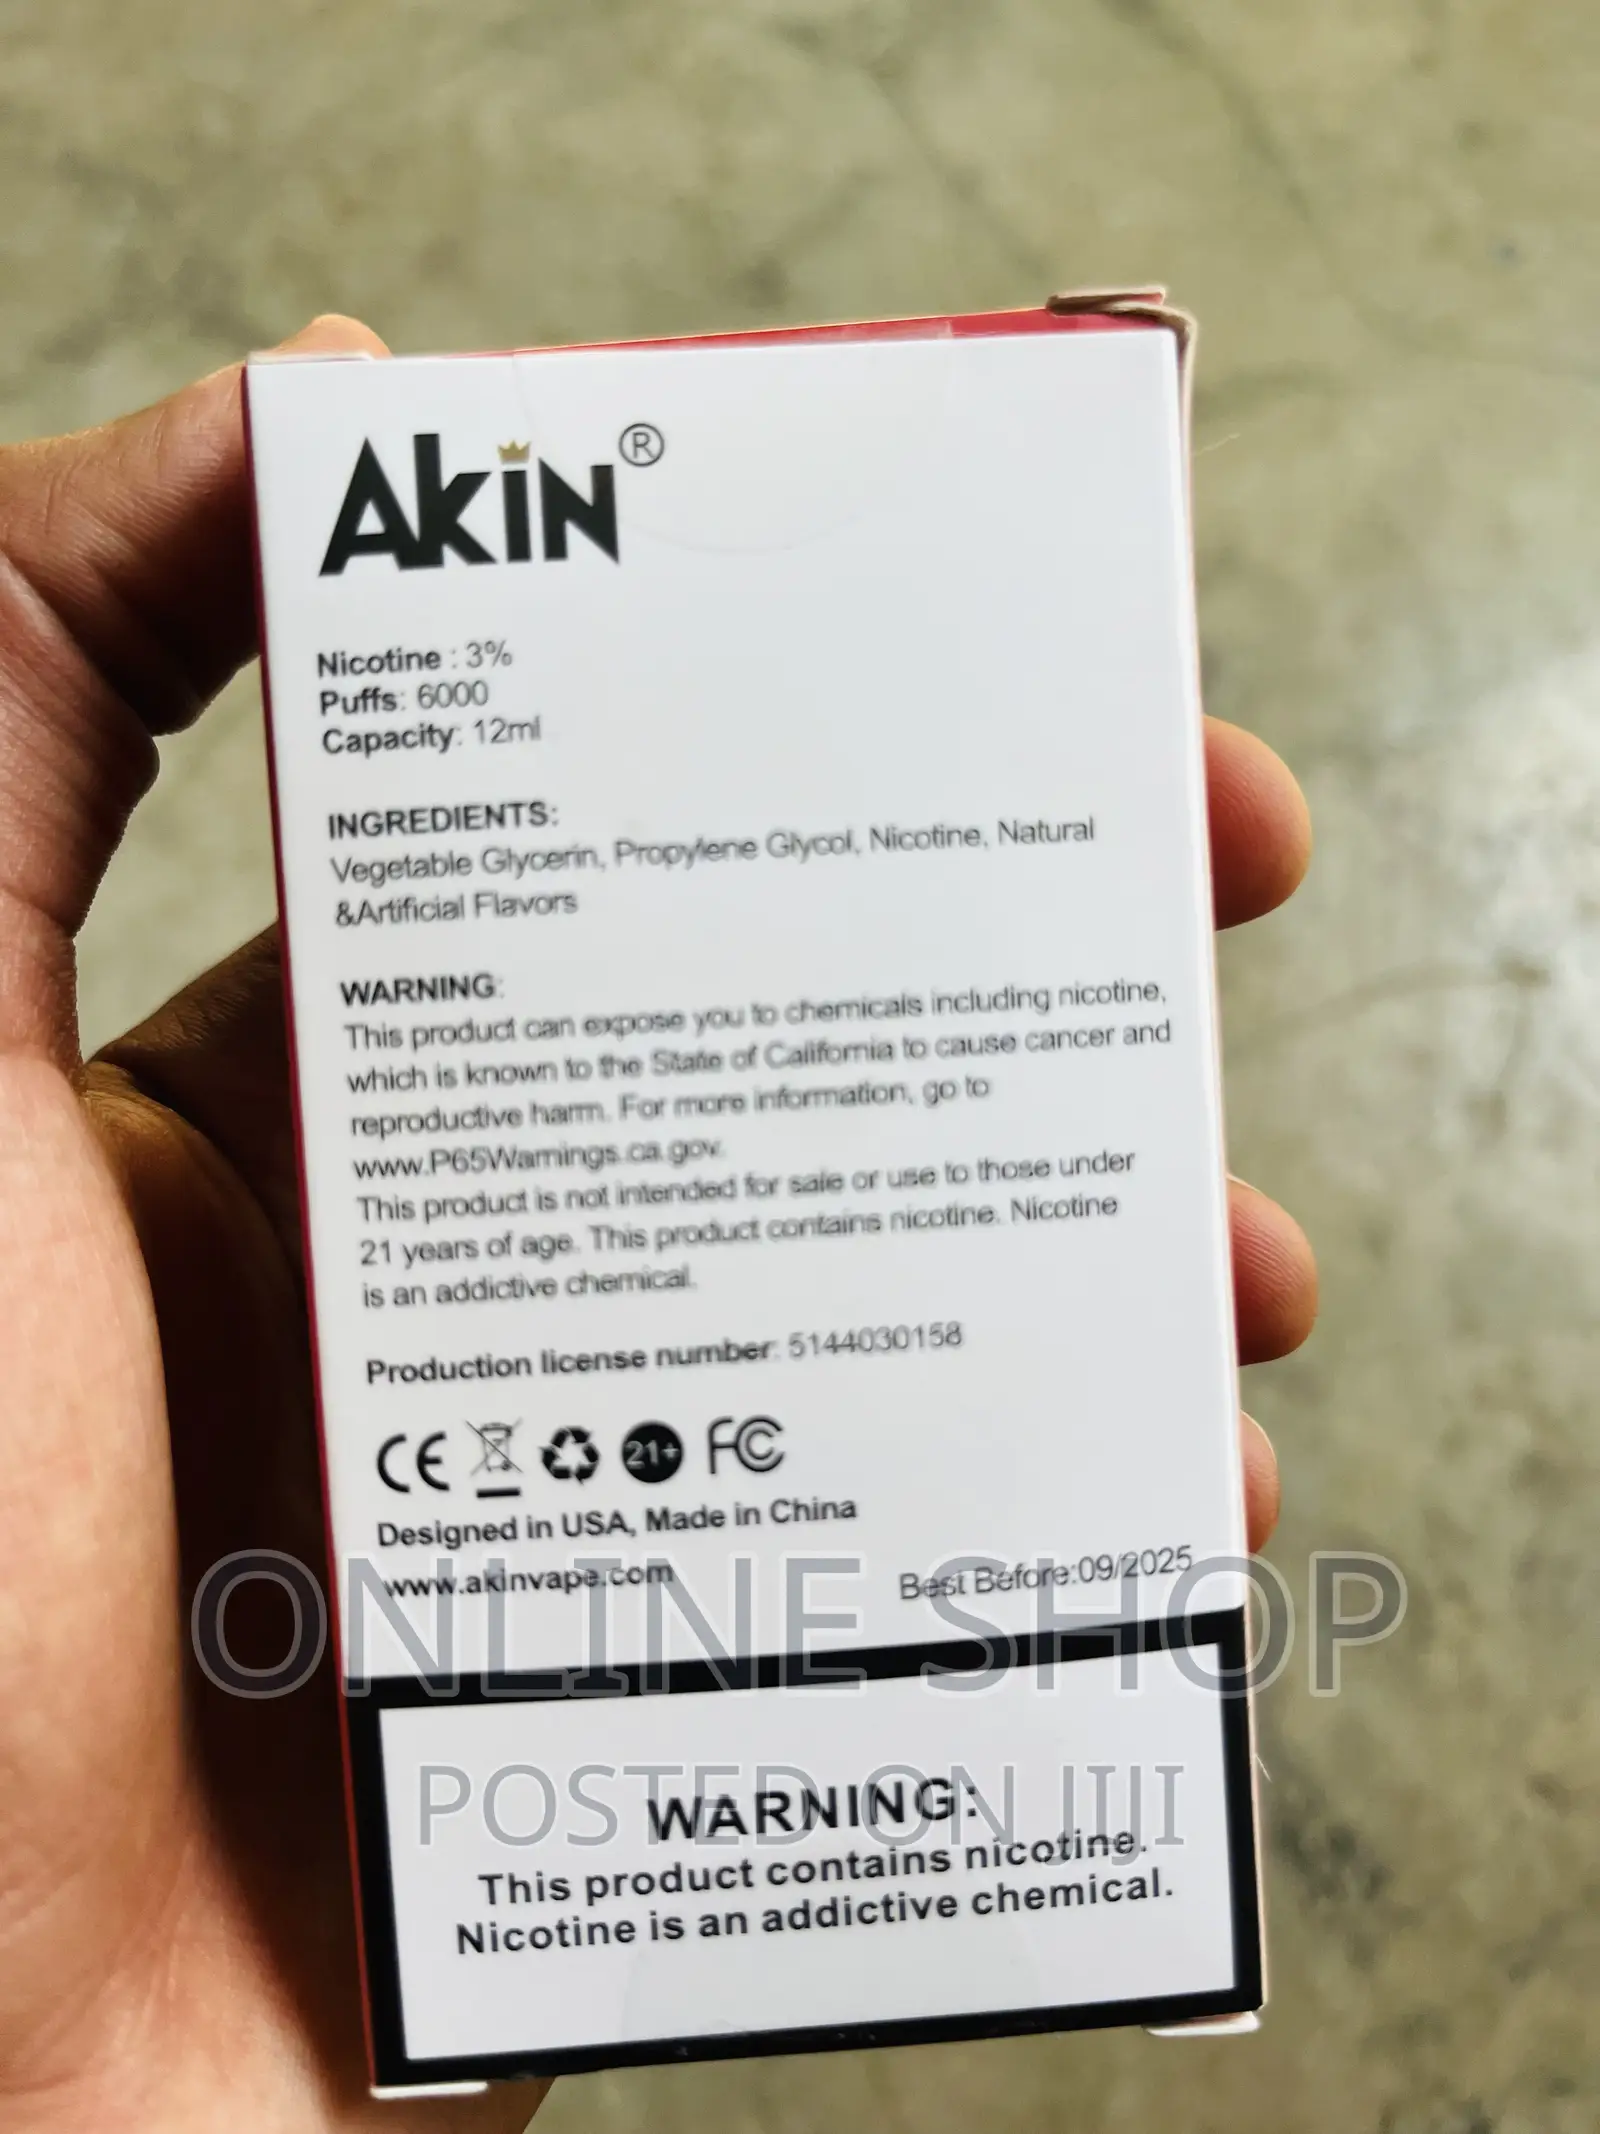 Akin®
Nicotine : 3%
Puffs: 6000
Capacity: 12ml
INGREDIENTS:
Vegetable Glycerin, Propylene Glycol, Nicotine, Natural
&Artificial Flavors
WARNING:
This product can expose you to chemicals including nicotine,
which is known to the State of California to cause cancer and
reproductive harm. For more information, go to
www.P65Warnings.ca.gov.
This product is not intended for sale or use to those under
21 years of age. This product contains nicotine. Nicotine
is an addictive chemical.
Production license number: 5144030158
CE 21+ FC
Designed in USA, Made in China
www.akinvape.com
Best Before:09/2025
ONLINE SHOP
POSTED ON JIJI
WARNING:
This product contains nicotine.
Nicotine is an addictive chemical.